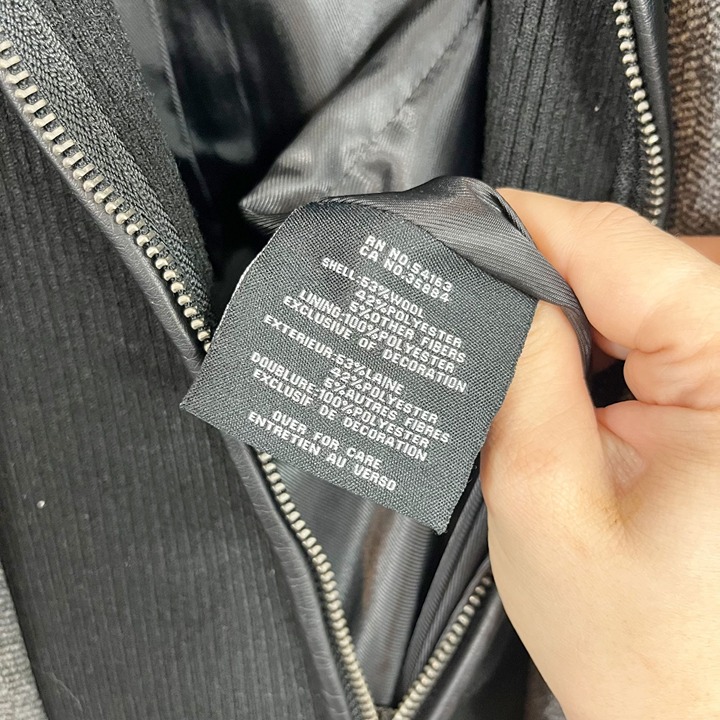 RN NO.54163
CA NO.35884
SHELL:53%WOOL
42%POLYESTER
5%OTHER FIBERS
LINING:100%POLYESTER
EXCLUSIVE OF DECORATION
EXTERIEUR:53%LAINE
42%POLYESTER
5%AUTRES FIBRES
DOUBLURE:100%POLYESTER
EXCLUSIF DE DECORATION
OVER FOR CARE
ENTRETIEN AU VERSO